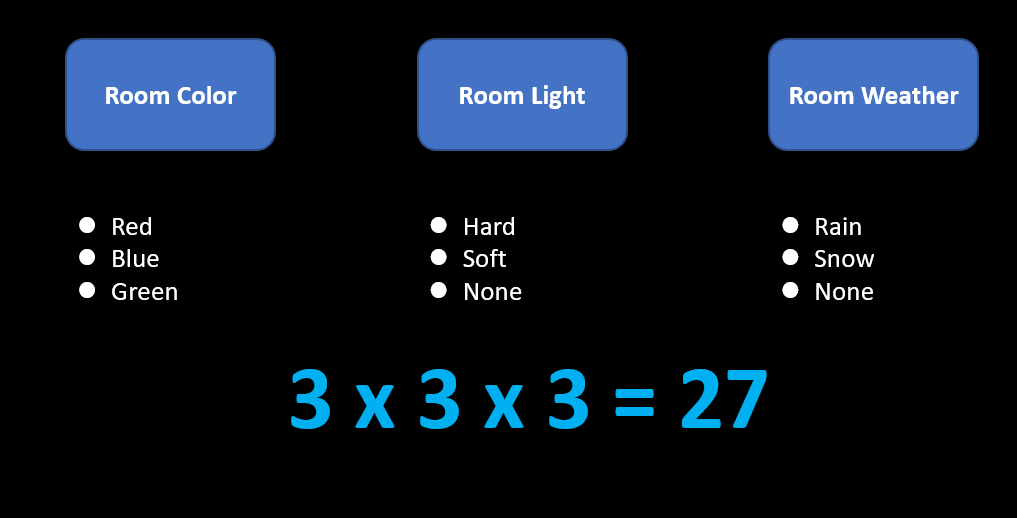 Room Color
Room Light
Room Weather
Red
Blue
Green
Hard
Soft
None
Rain
Snow
None
3 x 3 x 3 = 27